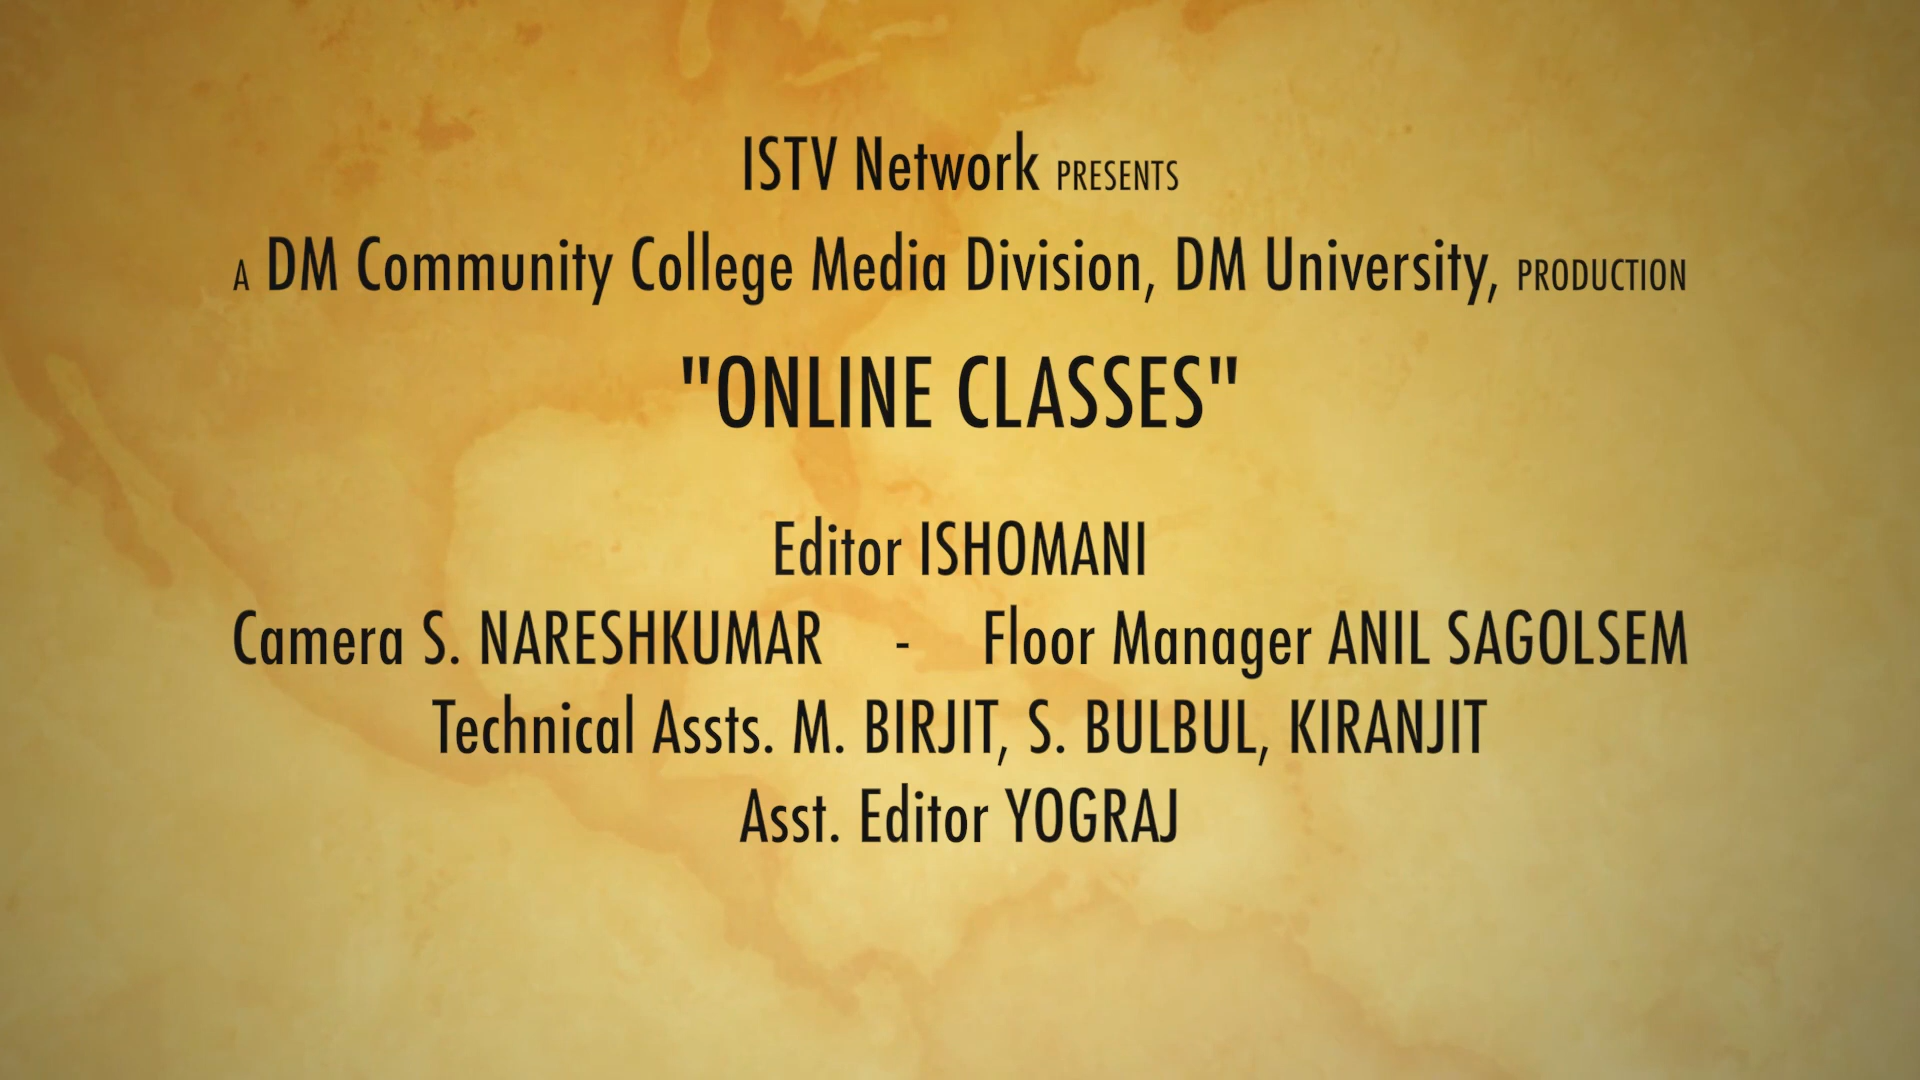 ISTV Network PRESENTS
A DM Community College Media Division, DM University, PRODUCTION
"ONLINE CLASSES"
Editor ISHOMANI
Camera S. NARESHKUMAR - Floor Manager ANIL SAGOLSEM
Technical Assts. M. BIRJIT, S. BULBUL, KIRANJIT
Asst. Editor YOGRAJ